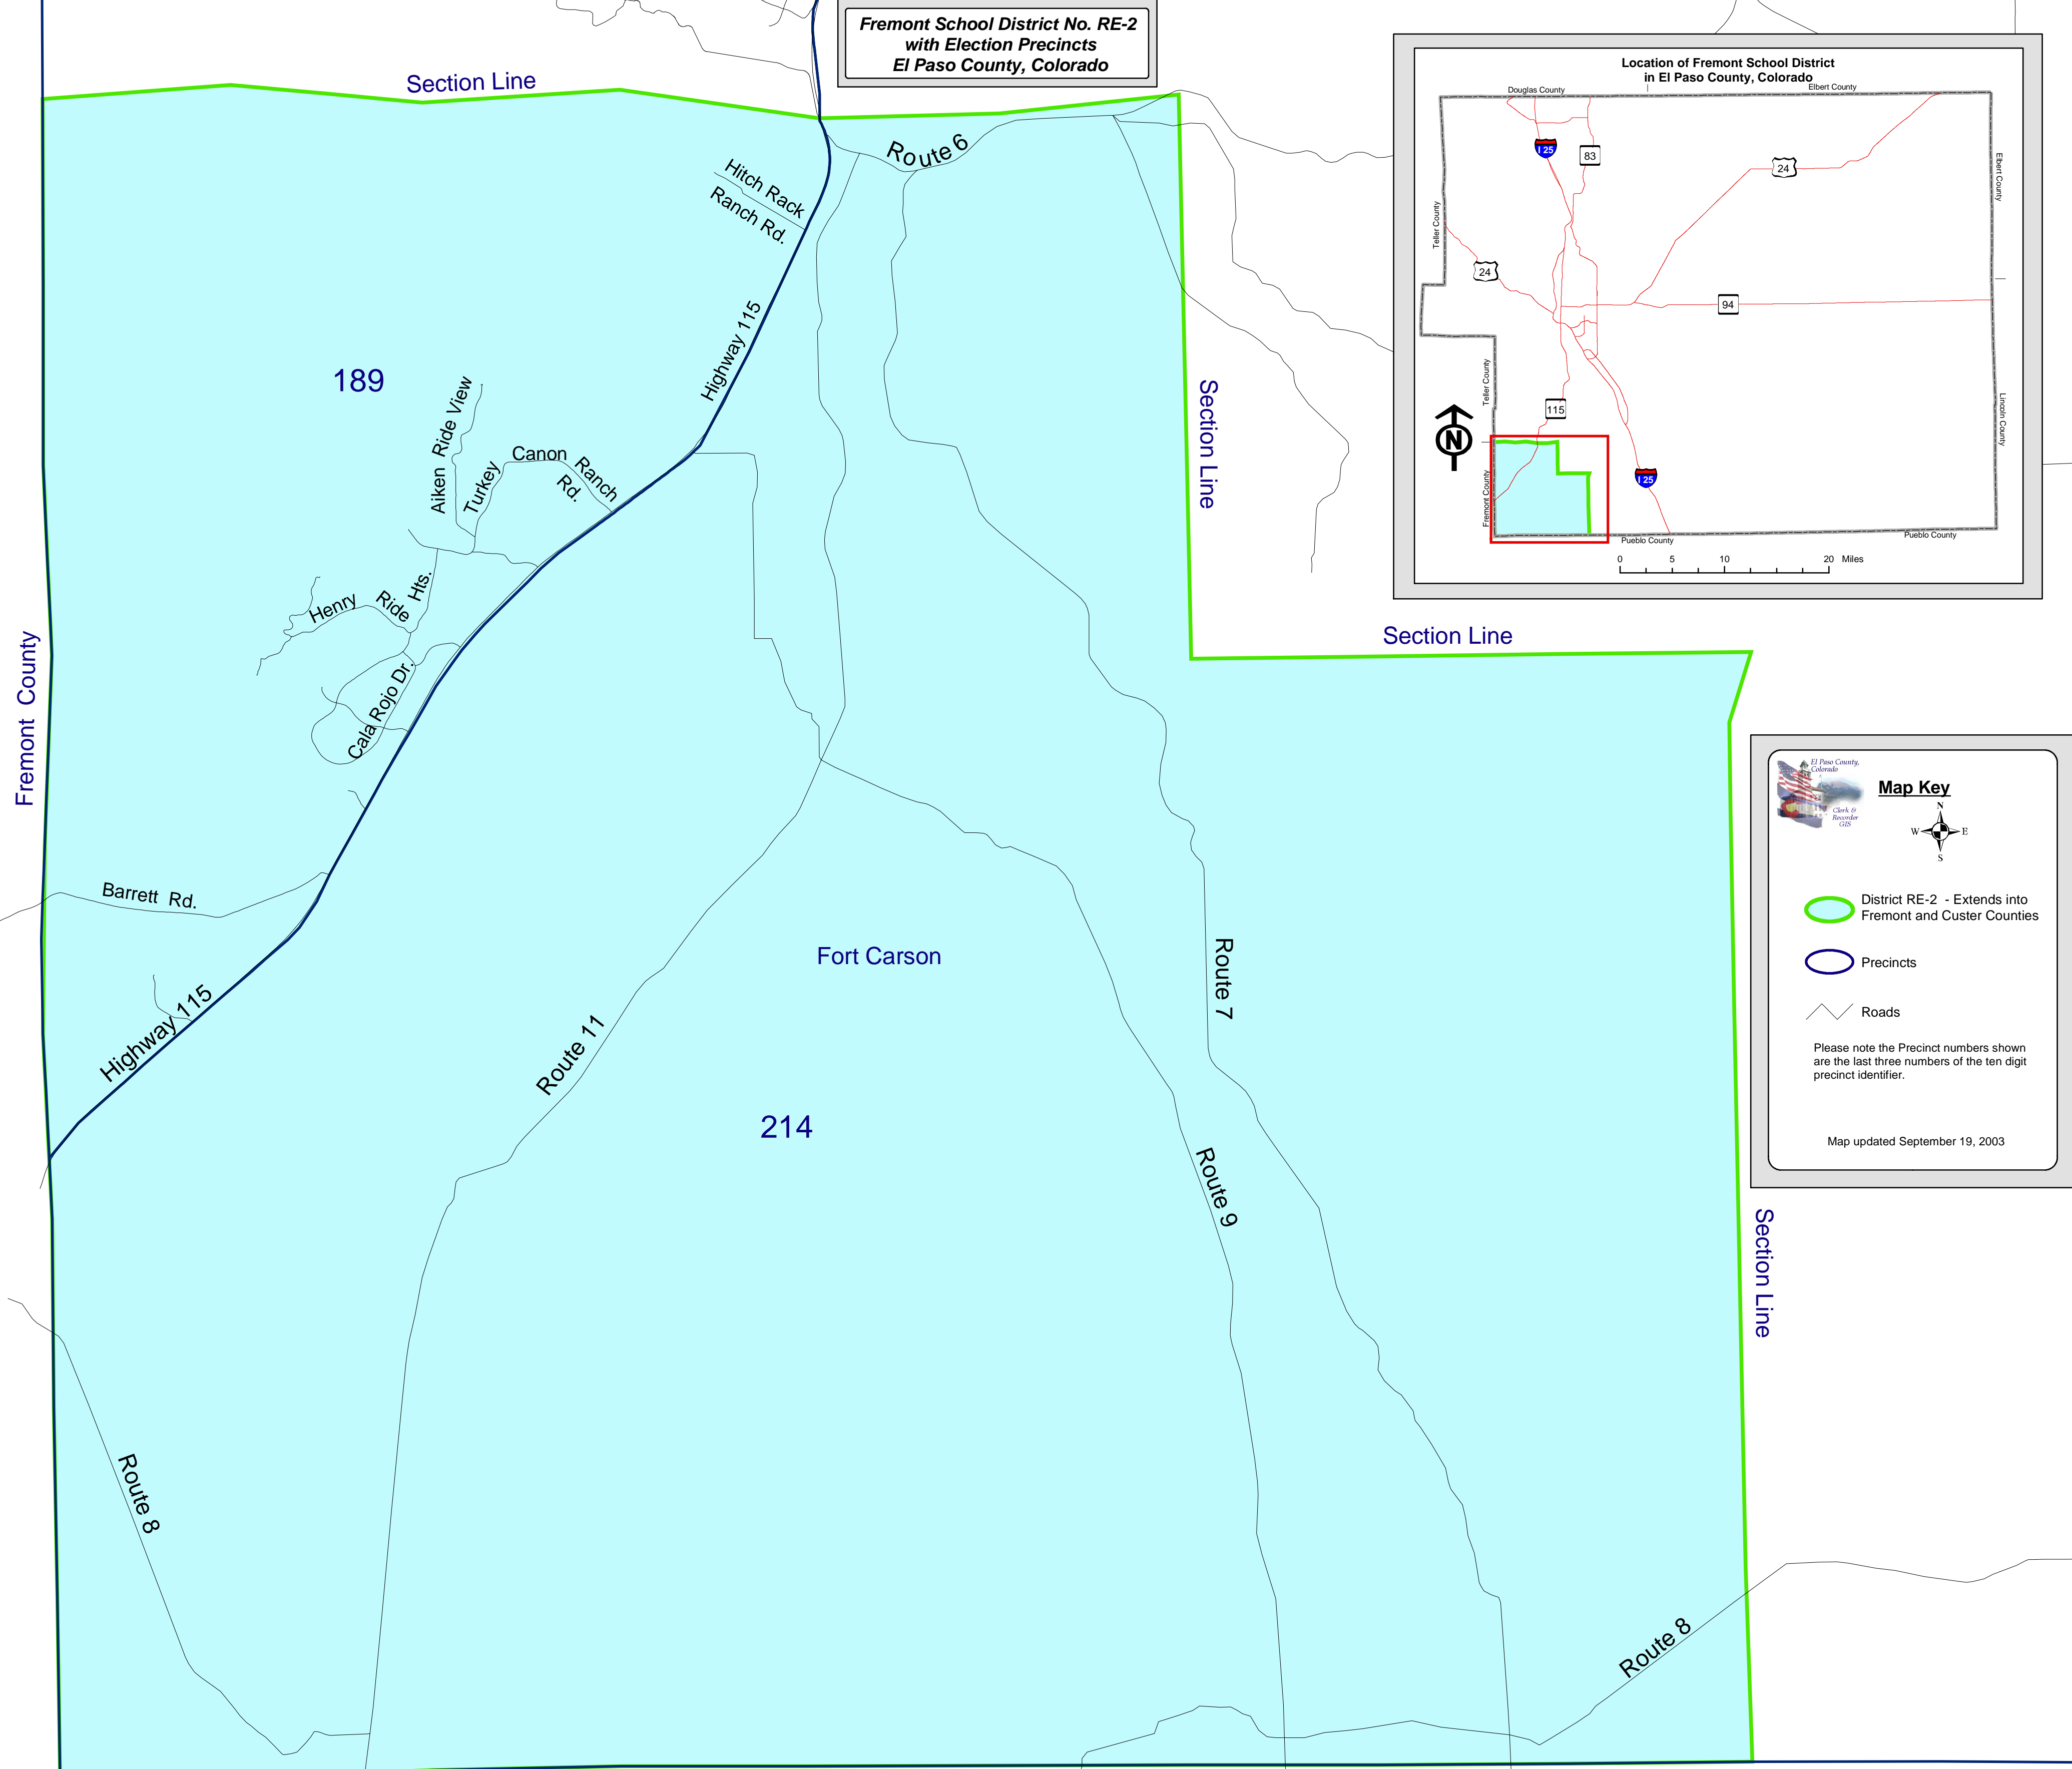 Fremont School District No. RE-2
with Election Precincts
El Paso County, Colorado
Section Line
Route 6
Hitch Rack
Ranch Rd.
Highway 115
189
Aiken Ride View
Turkey Canon Ranch
Rd.
Section Line
Henry Ride Hts.
Cala Rojo Dr.
Fremont County
Section Line
Barrett Rd.
Highway 115
Fort Carson
Route 7
Route 11
214
Route 9
Section Line
Route 8
Route 8
Location of Fremont School District
in El Paso County, Colorado
Douglas County
Elbert County
I 25
83
24
Elbert County
Teller County
24
94
Teller County
115
Lincoln County
N
I 25
Fremont County
Pueblo County
Pueblo County
0 5 10 20 Miles
El Paso County,
Colorado
Clerk &
Recorder
GIS
Map Key
N
W E
S
District RE-2 - Extends into
Fremont and Custer Counties
Precincts
Roads
Please note the Precinct numbers shown
are the last three numbers of the ten digit
precinct identifier.
Map updated September 19, 2003